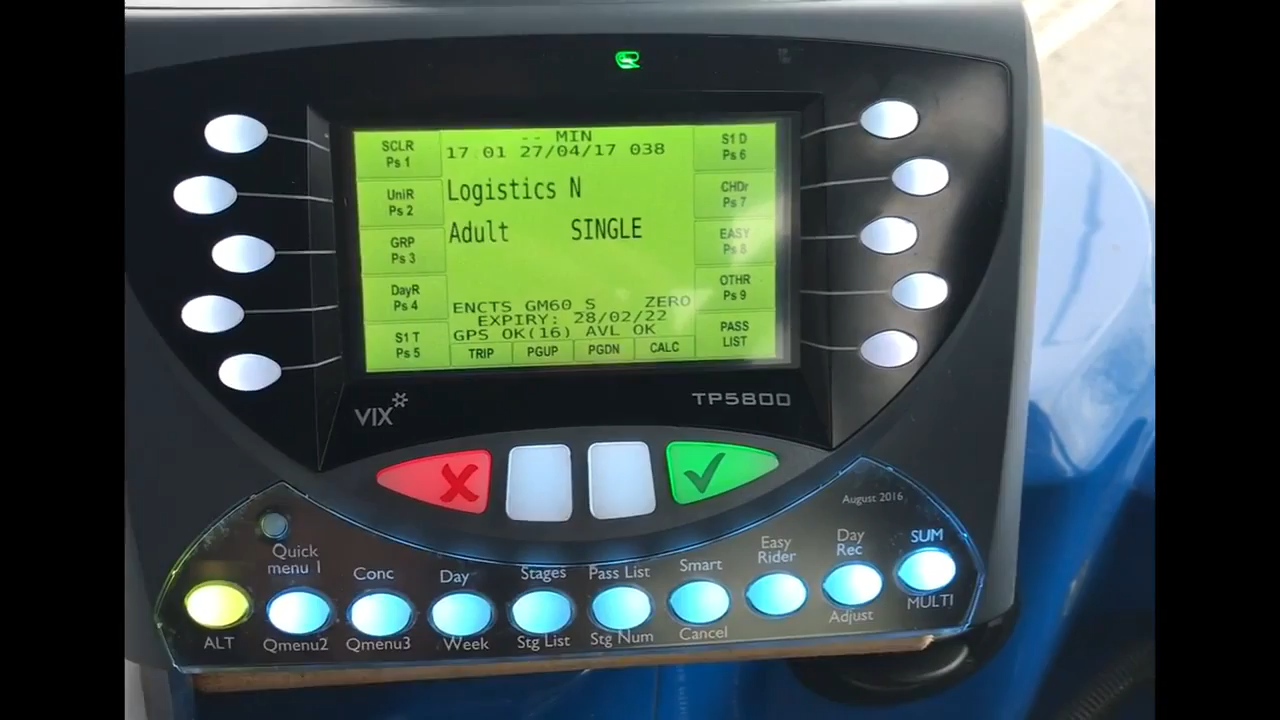 -- MIN
17 01 27/04/17 038
Logistics N
Adult SINGLE
ENCTS GM60 S ZERO
EXPIRY: 28/02/22
GPS OK(16) AVL OK
SCLR
Ps 1
UniR
Ps 2
GRP
Ps 3
DayR
Ps 4
S1 T
Ps 5
S1 D
Ps 6
CHDr
Ps 7
EASY
Ps 8
OTHR
Ps 9
PASS
LIST
TRIP PGUP PGDN CALC
VIX TP5800
August 2016
Quick
menu 1
Conc
Day
Stages
Pass List
Smart
Easy
Rider
Day
Rec
SUM
ALT
Qmenu2
Qmenu3
Week
Stg List
Stg Num
Cancel
Adjust
MULTI